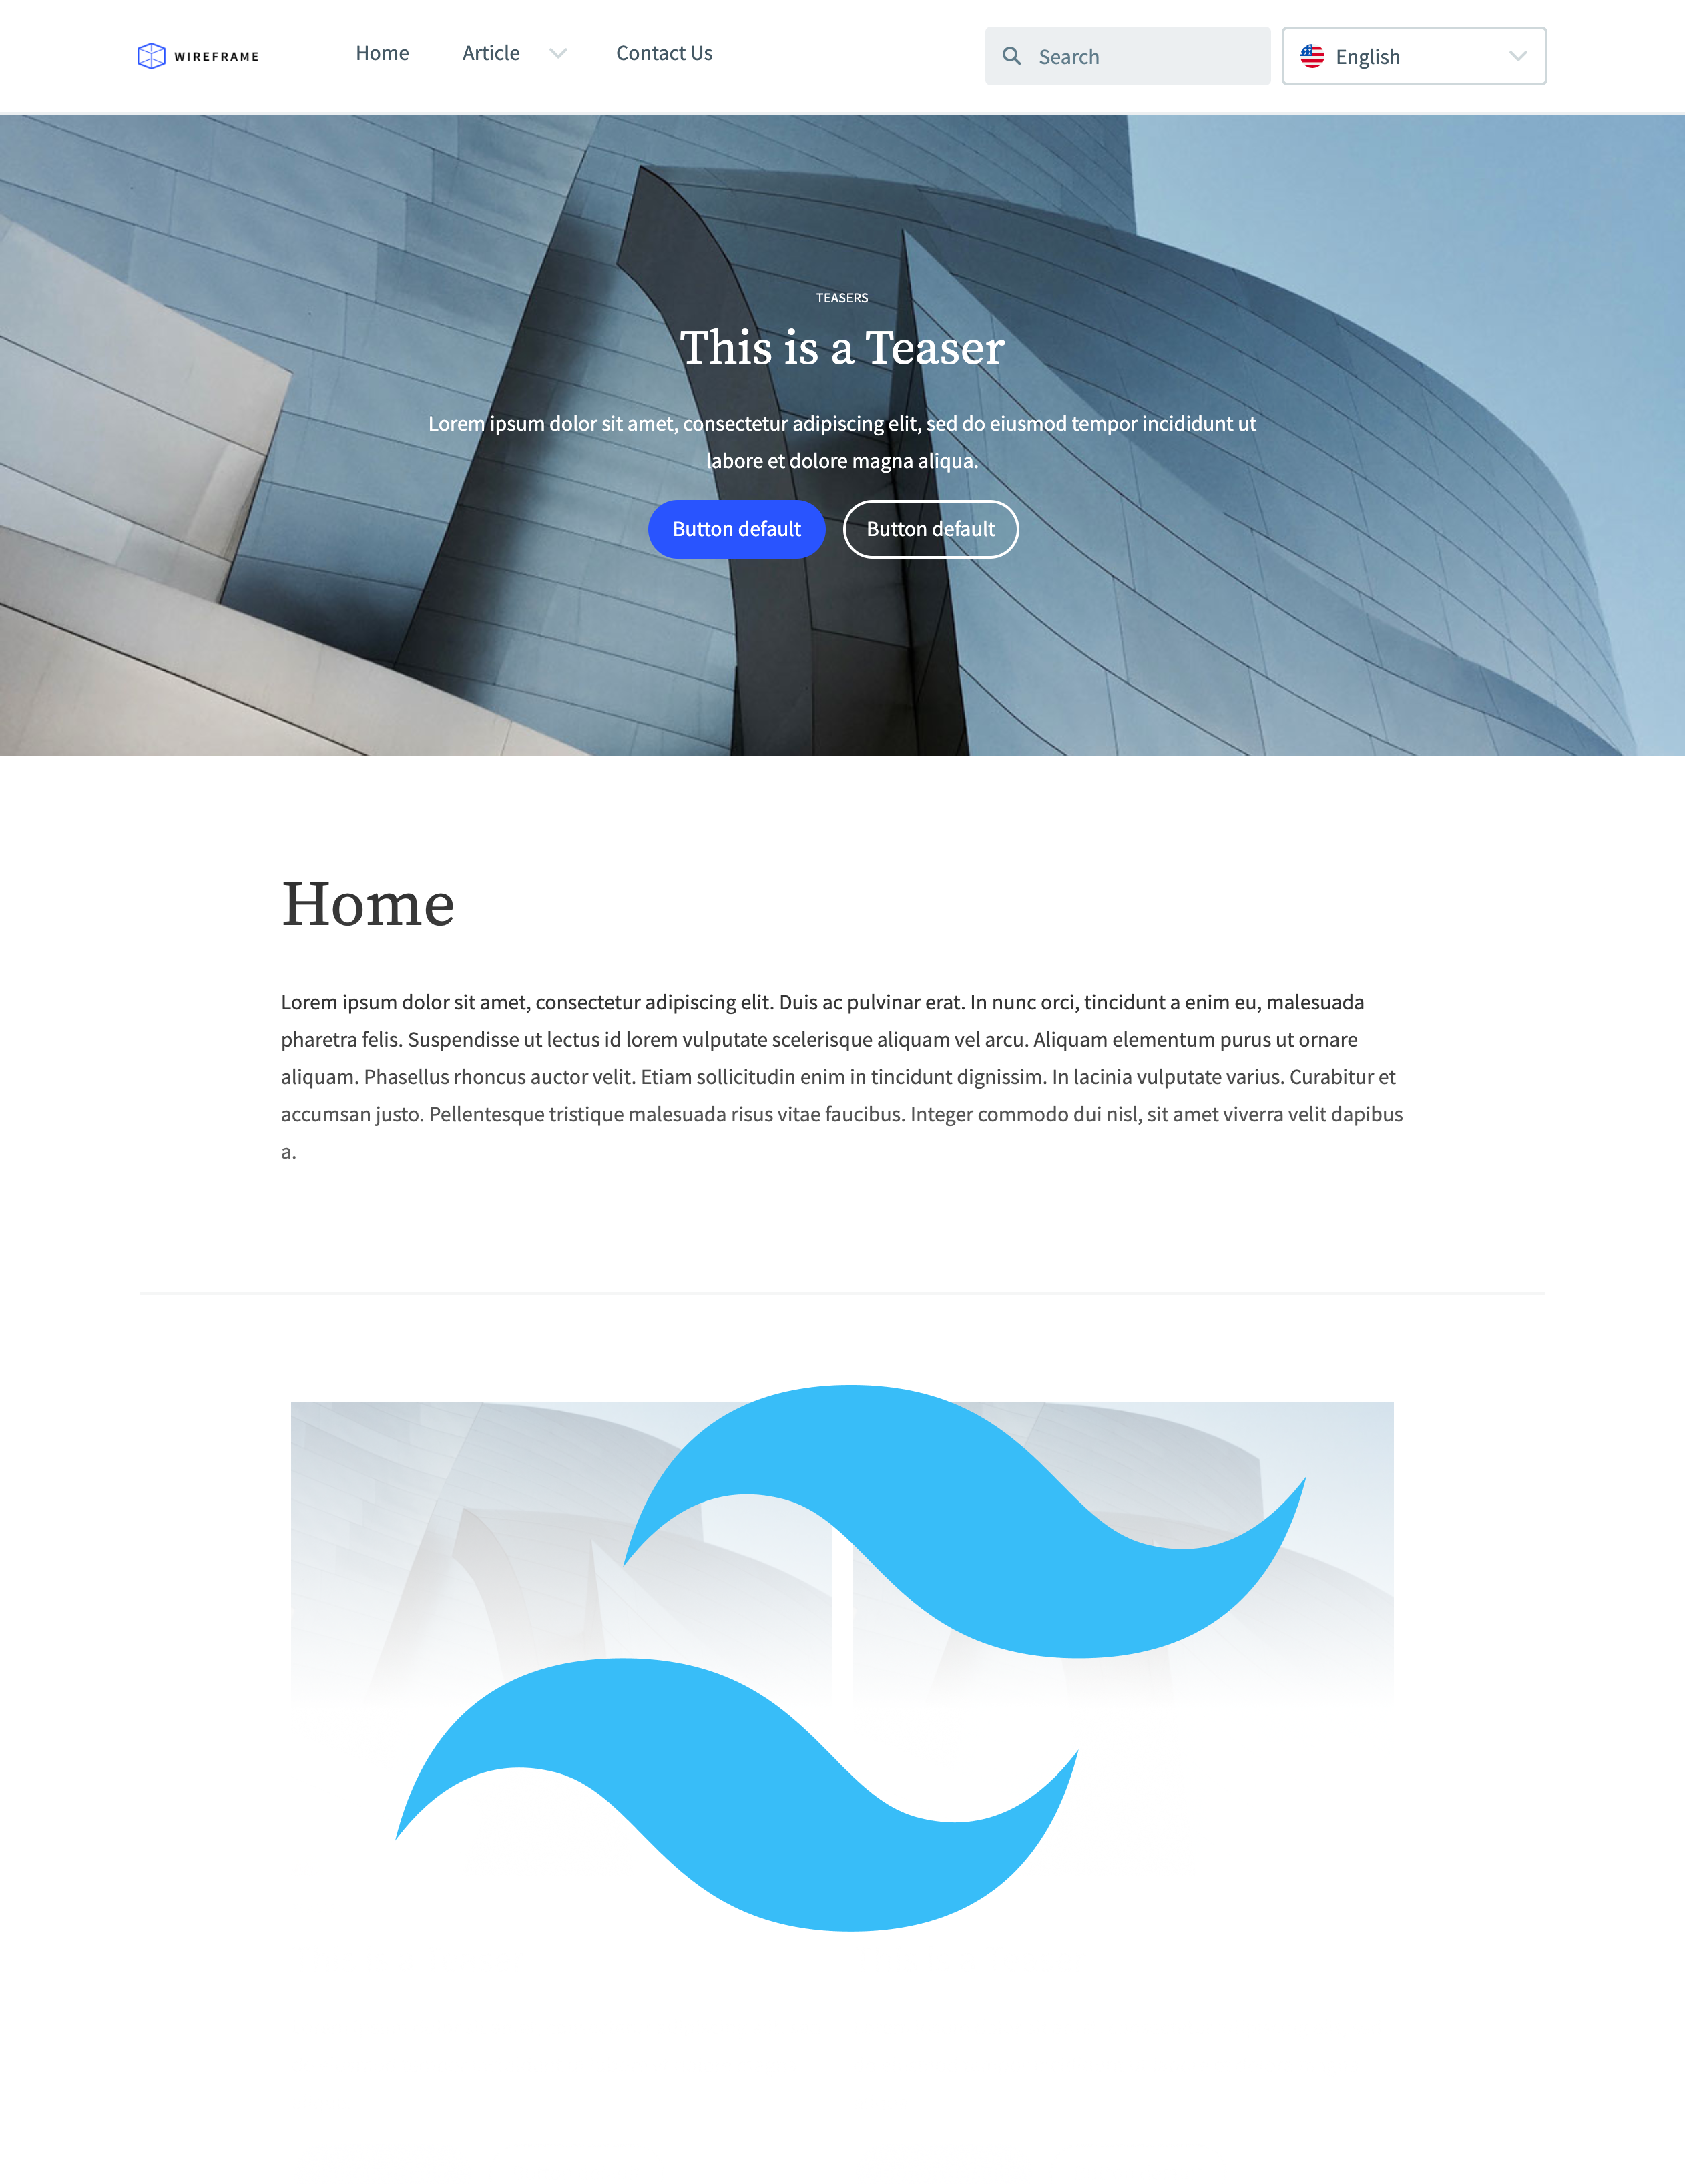 WIREFRAME
Home
Article
Contact Us
Search
English
TEASERS
This is a Teaser
Lorem ipsum dolor sit amet, consectetur adipiscing elit, sed do eiusmod tempor incididunt ut
labore et dolore magna aliqua.
Button default
Button default
Home
Lorem ipsum dolor sit amet, consectetur adipiscing elit. Duis ac pulvinar erat. In nunc orci, tincidunt a enim eu, malesuada
pharetra felis. Suspendisse ut lectus id lorem vulputate scelerisque aliquam vel arcu. Aliquam elementum purus ut ornare
aliquam. Phasellus rhoncus auctor velit. Etiam sollicitudin enim in tincidunt dignissim. In lacinia vulputate varius. Curabitur et
accumsan justo. Pellentesque tristique malesuada risus vitae faucibus. Integer commodo dui nisl, sit amet viverra velit dapibus
a.